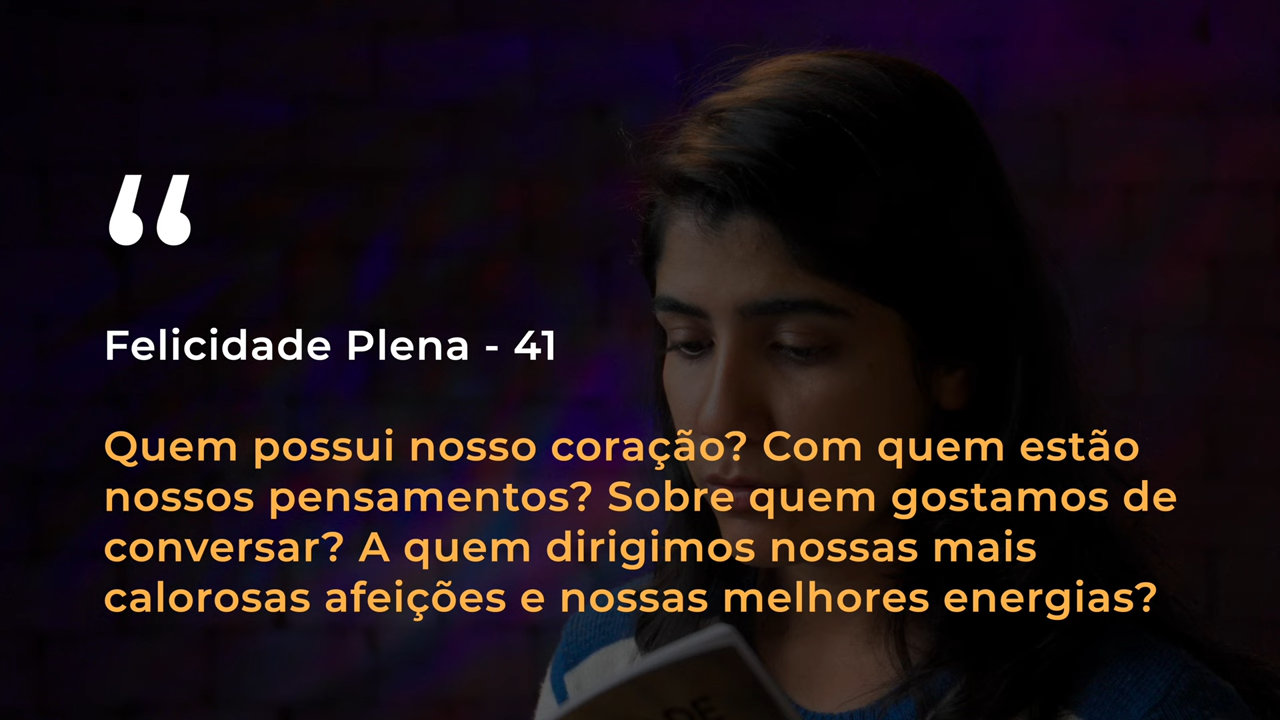 “
Felicidade Plena - 41
Quem possui nosso coração? Com quem estão
nossos pensamentos? Sobre quem gostamos de
conversar? A quem dirigimos nossas mais
calorosas afeições e nossas melhores energias?
DE